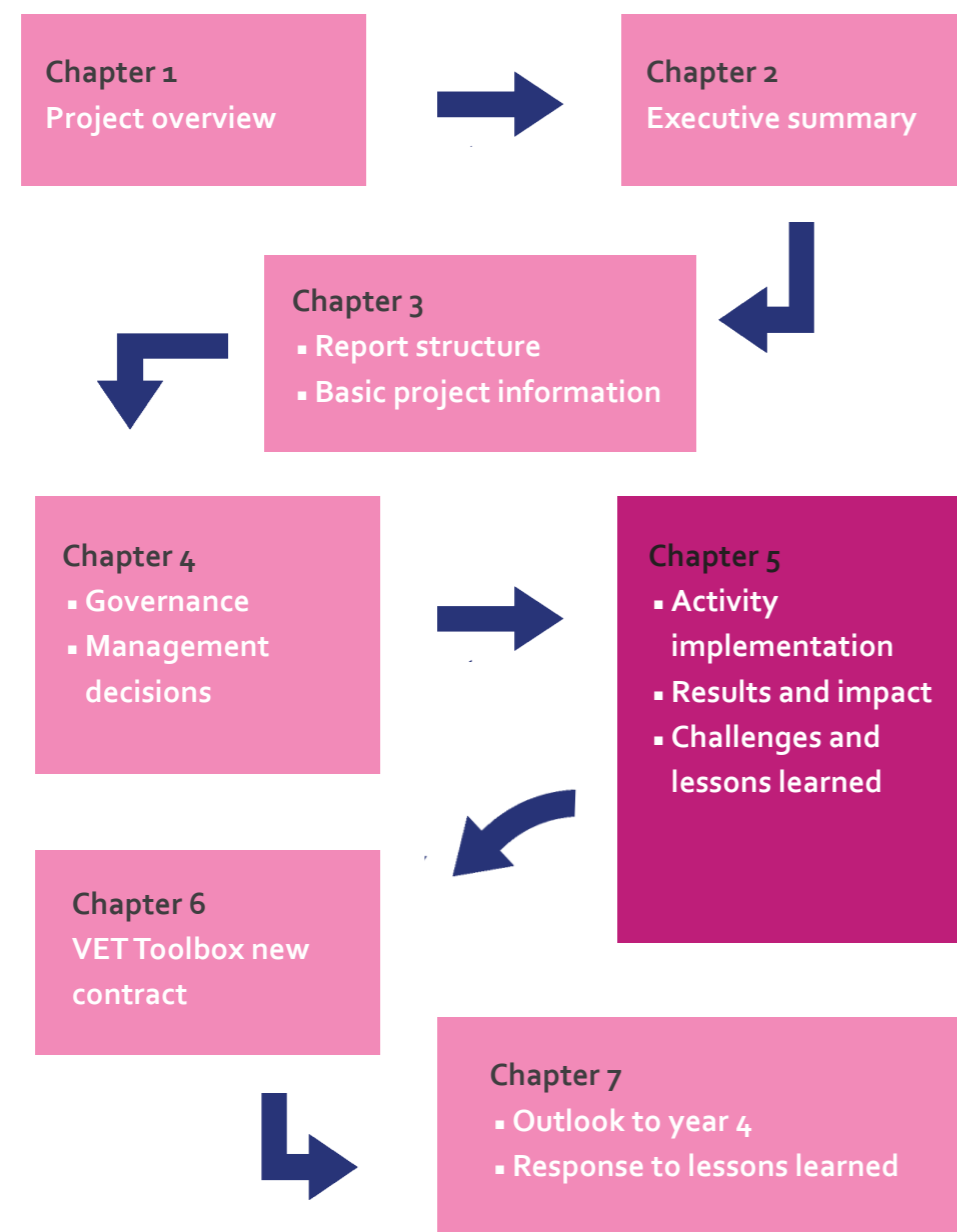 Chapter 1
Project overview
Chapter 2
Executive summary
Chapter 3
▪ Report structure
▪ Basic project information
Chapter 4
▪ Governance
▪ Management
decisions
Chapter 5
▪ Activity
implementation
▪ Results and impact
▪ Challenges and
lessons learned
Chapter 6
VET Toolbox new
contract
Chapter 7
▪ Outlook to year 4
▪ Response to lessons learned